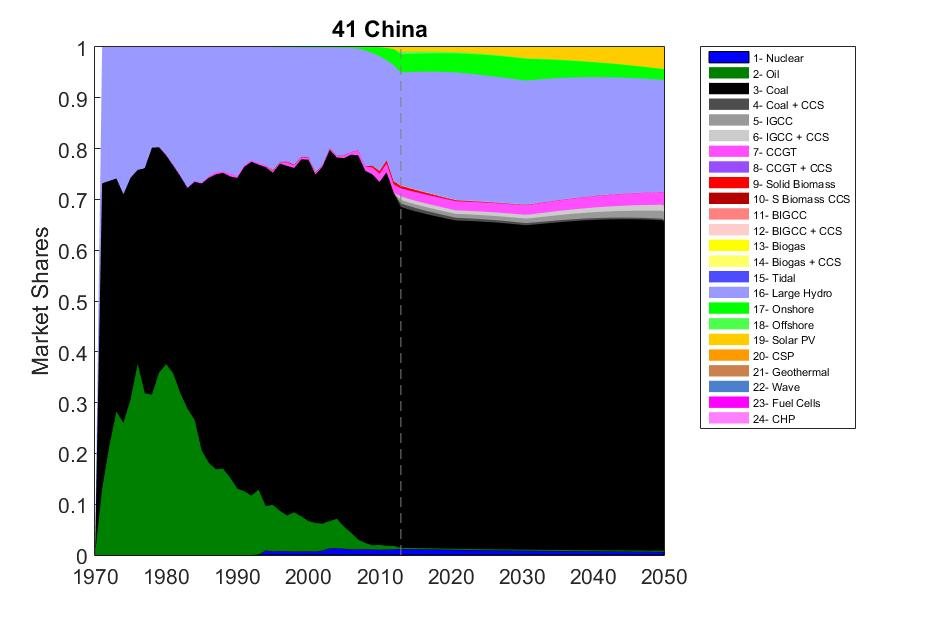 41 China
1
0.9
0.8
0.7
0.6
0.5
0.4
0.3
0.2
0.1
0
Market Shares
1970 1980 1990 2000 2010 2020 2030 2040 2050
1- Nuclear
2- Oil
3- Coal
4- Coal + CCS
5- IGCC
6- IGCC + CCS
7- CCGT
8- CCGT + CCS
9- Solid Biomass
10- S Biomass CCS
11- BIGCC
12- BIGCC + CCS
13- Biogas
14- Biogas + CCS
15- Tidal
16- Large Hydro
17- Onshore
18- Offshore
19- Solar PV
20- CSP
21- Geothermal
22- Wave
23- Fuel Cells
24- CHP